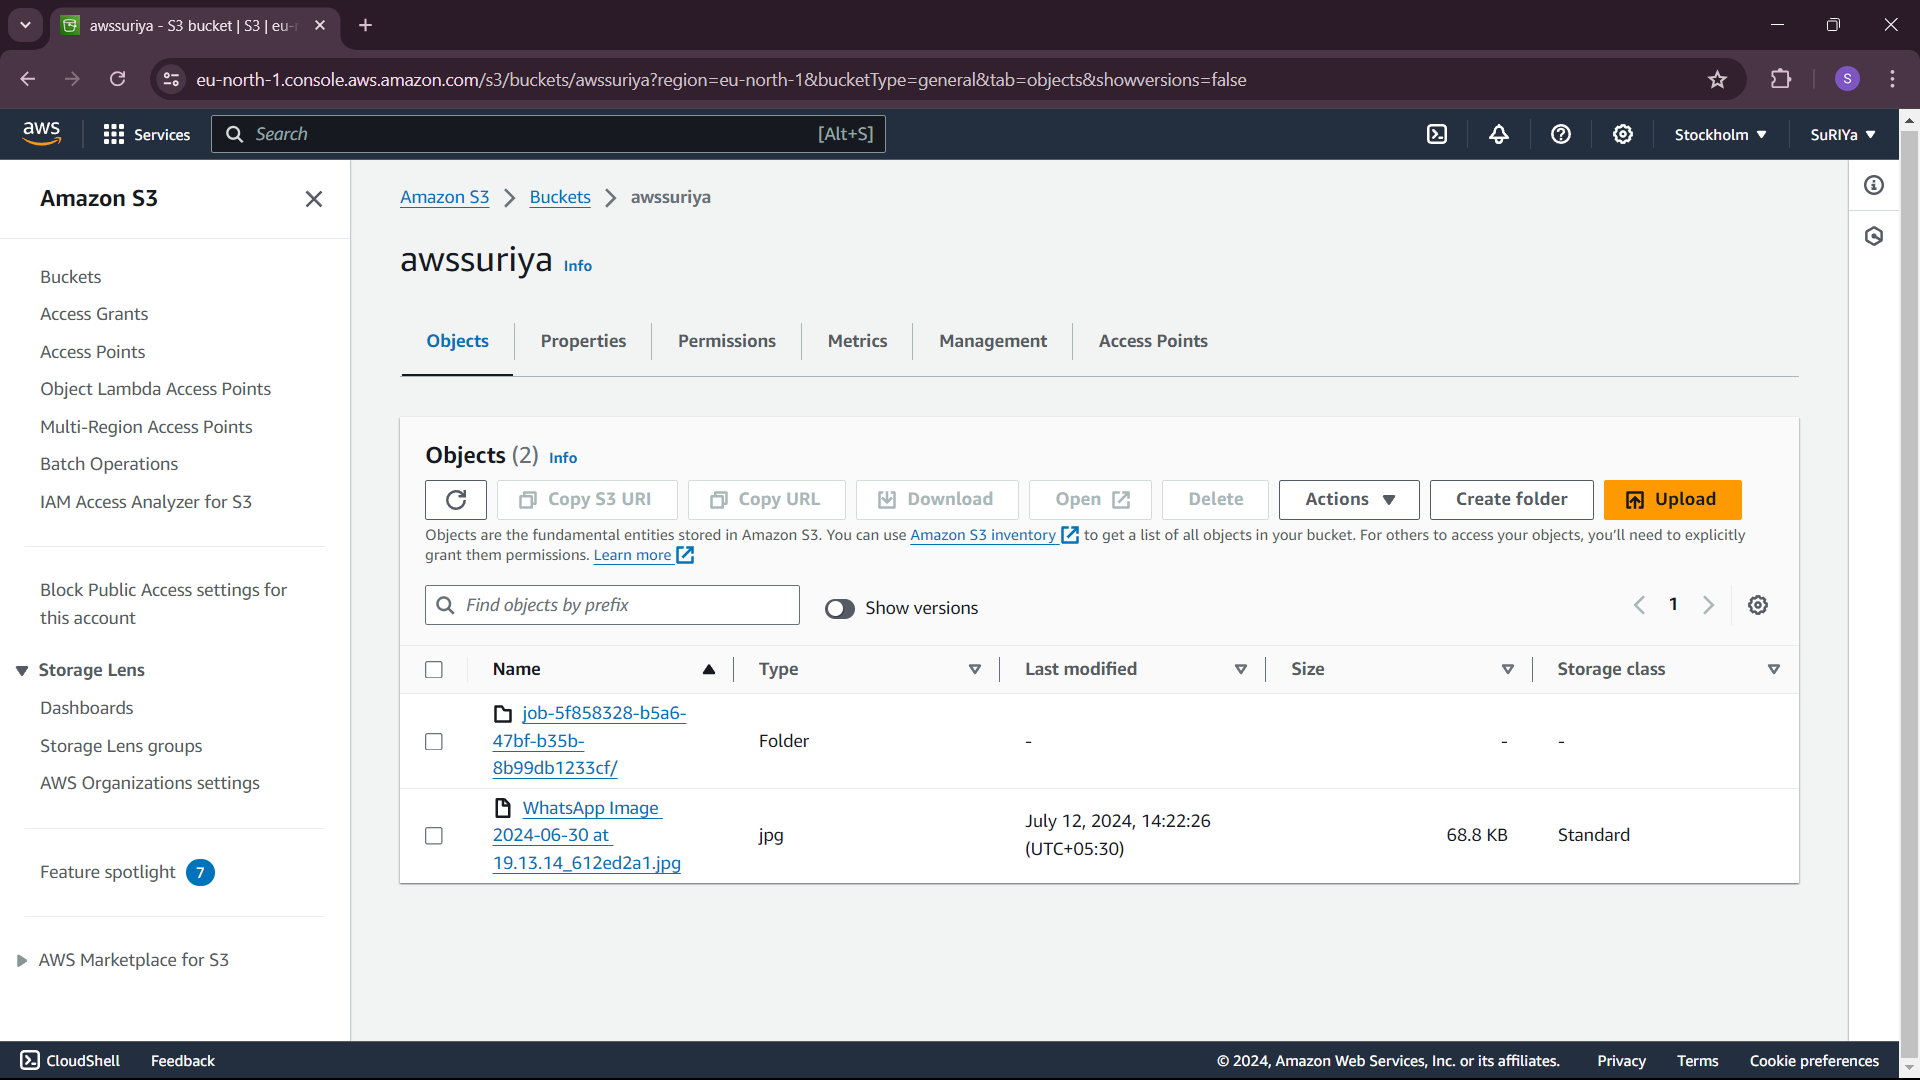 awssuriya - S3 bucket | S3 | eu-n
eu-north-1.console.aws.amazon.com/s3/buckets/awssuriya?region=eu-north-1&bucketType=general&tab=objects&showversions=false
S
aws
Services
Search
[Alt+S]
Stockholm
SuRIYa
Amazon S3
Buckets
Access Grants
Access Points
Object Lambda Access Points
Multi-Region Access Points
Batch Operations
IAM Access Analyzer for S3
Block Public Access settings for
this account
Storage Lens
Dashboards
Storage Lens groups
AWS Organizations settings
Feature spotlight 7
AWS Marketplace for S3
Amazon S3 > Buckets > awssuriya
awssuriya Info
Objects
Properties
Permissions
Metrics
Management
Access Points
Objects (2) Info
Copy S3 URI
Copy URL
Download
Open
Delete
Actions
Create folder
Upload
Objects are the fundamental entities stored in Amazon S3. You can use Amazon S3 inventory to get a list of all objects in your bucket. For others to access your objects, you’ll need to explicitly
grant them permissions. Learn more
Find objects by prefix
Show versions
1
Name
Type
Last modified
Size
Storage class
job-5f858328-b5a6-
47bf-b35b-
8b99db1233cf/
Folder
-
-
-
WhatsApp Image
2024-06-30 at
19.13.14_612ed2a1.jpg
jpg
July 12, 2024, 14:22:26
(UTC+05:30)
68.8 KB
Standard
CloudShell
Feedback
© 2024, Amazon Web Services, Inc. or its affiliates.
Privacy
Terms
Cookie preferences